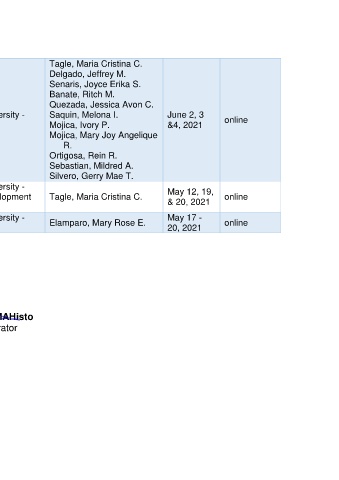 Tagle, Maria Cristina C.
Delgado, Jeffrey M.
Senaris, Joyce Erika S.
Banate, Ritch M.
Quezada, Jessica Avon C.
ersity - Saquin, Melona I. June 2, 3 online
Mojica, Ivory P. &4, 2021
Mojica, Mary Joy Angelique
R.
Ortigosa, Rein R.
Sebastian, Mildred A.
Silvero, Gerry Mae T.
ersity -
lopment Tagle, Maria Cristina C. May 12, 19, & 20, 2021 online
ersity - Elamparo, Mary Rose E. May 17 - 20, 2021 online
MAHisto
rator